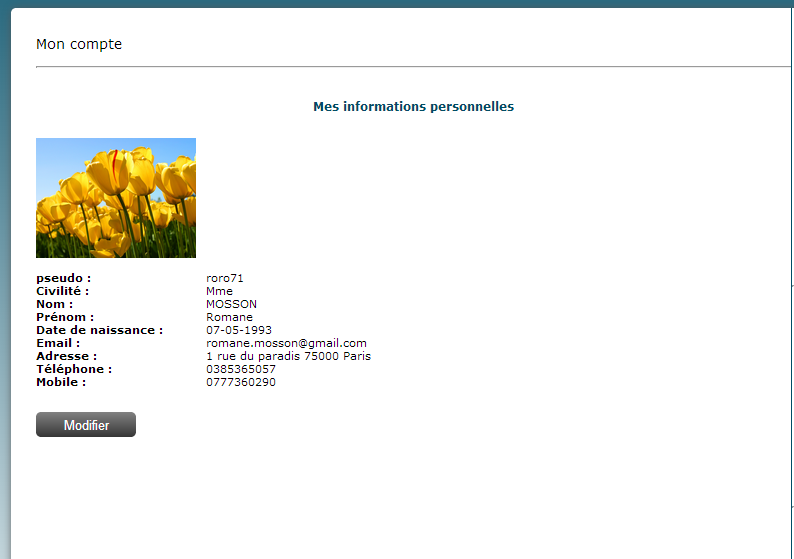 Mon compte
Mes informations personnelles
pseudo : roro71
Civilité : Mme
Nom : MOSSON
Prénom : Romane
Date de naissance : 07-05-1993
Email : romane.mosson@gmail.com
Adresse : 1 rue du paradis 75000 Paris
Téléphone : 0385365057
Mobile : 0777360290
Modifier